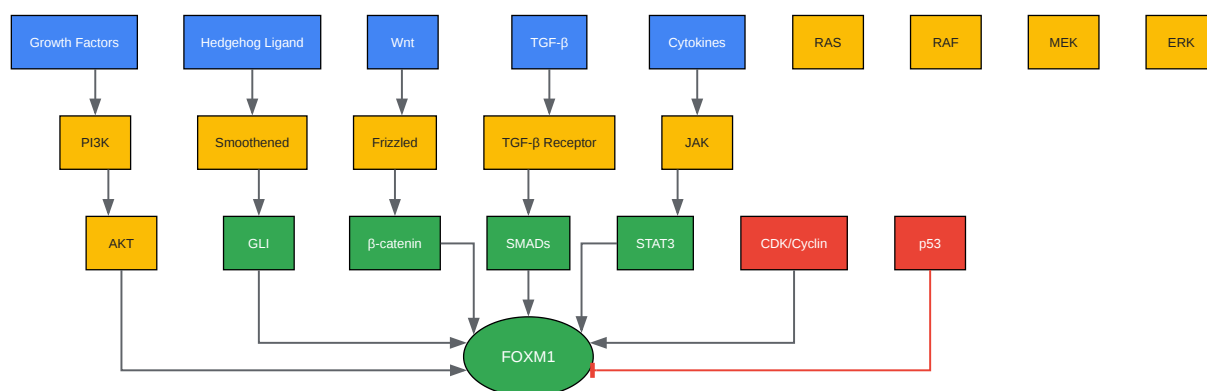 Growth Factors
Hedgehog Ligand
Wnt
TGF-β
Cytokines
RAS
RAF
MEK
ERK
PI3K
Smoothened
Frizzled
TGF-β Receptor
JAK
AKT
GLI
β-catenin
SMADs
STAT3
CDK/Cyclin
p53
FOXM1